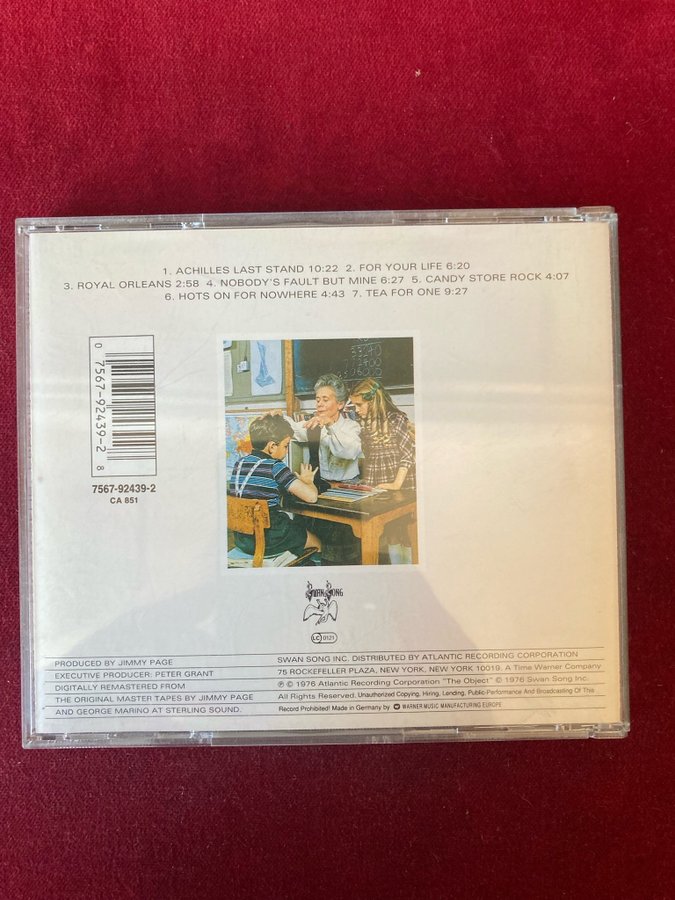 1. ACHILLES LAST STAND 10:22 2. FOR YOUR LIFE 6:20
3. ROYAL ORLEANS 2:58 4. NOBODY'S FAULT BUT MINE 6:27 5. CANDY STORE ROCK 4:07
6. HOTS ON FOR NOWHERE 4:43 7. TEA FOR ONE 9:27
0 7567-92439-2 8
7567-92439-2
CA 851
SWAN SONG
LC 0121
PRODUCED BY JIMMY PAGE
EXECUTIVE PRODUCER: PETER GRANT
DIGITALLY REMASTERED FROM
THE ORIGINAL MASTER TAPES BY JIMMY PAGE
AND GEORGE MARINO AT STERLING SOUND.
SWAN SONG INC. DISTRIBUTED BY ATLANTIC RECORDING CORPORATION
75 ROCKEFELLER PLAZA, NEW YORK, NEW YORK 10019. A Time Warner Company
℗ © 1976 Atlantic Recording Corporation "The Object" © 1976 Swan Song Inc.
All Rights Reserved. Unauthorized Copying, Hiring, Lending, Public-Performance And Broadcasting Of This
Record Prohibited! Made in Germany by WARNER MUSIC MANUFACTURING EUROPE